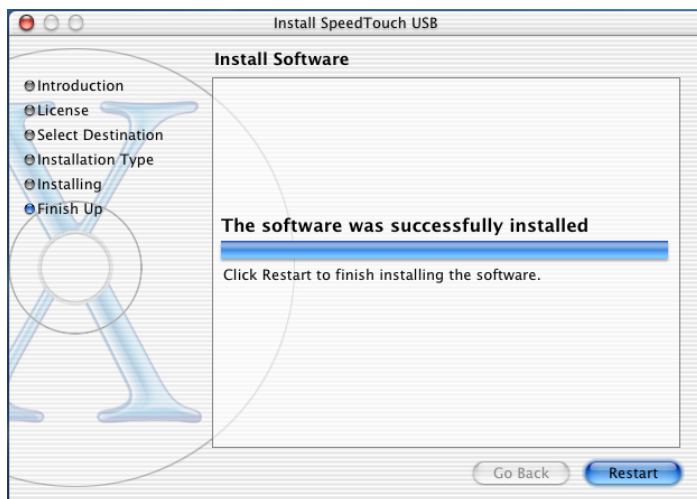 Install SpeedTouch USB
Install Software
Introduction
License
Select Destination
Installation Type
Installing
Finish Up
The software was successfully installed
Click Restart to finish installing the software.
Go Back
Restart